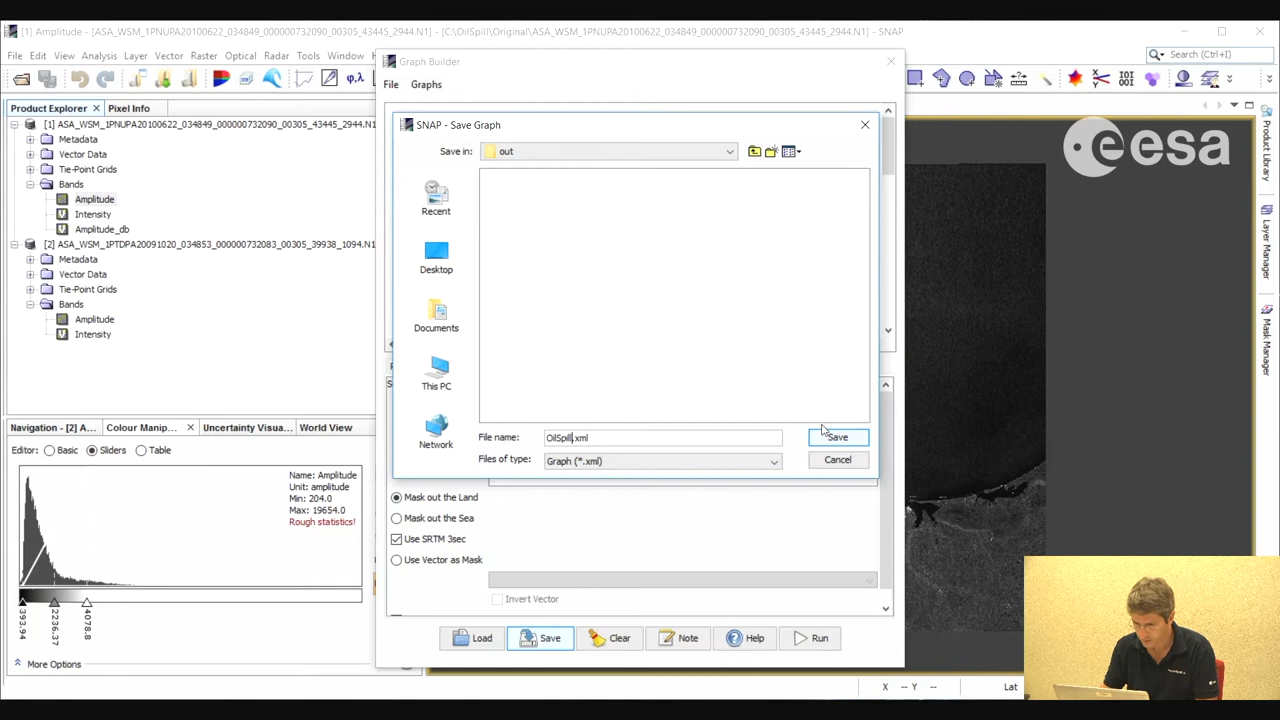 [1] Amplitude - [ASA_WSM_1PNUPA20100622_034849_000000732090_00305_43445_2944.N1] - [C:\OilSpill\Original\ASA_WSM_1PNUPA20100622_034849_000000732090_00305_43445_2944.N1] - SNAP
File Edit View Analysis Layer Vector Raster Optical Radar Tools Window
Search (Ctrl+I)
Graph Builder
File Graphs
Product Explorer Pixel Info
[1] ASA_WSM_1PNUPA20100622_034849_000000732090_00305_43445_2944.N1
Metadata
Vector Data
Tie-Point Grids
Bands
Amplitude
Intensity
Amplitude_db
[2] ASA_WSM_1PTDPA20091020_034853_000000732083_00305_39938_1094.N1
Metadata
Vector Data
Tie-Point Grids
Bands
Amplitude
Intensity
SNAP - Save Graph
Save in: out
Recent
Desktop
Documents
This PC
Network
File name: OilSpill.xml Save
Files of type: Graph (*.xml) Cancel
Mask out the Land
Mask out the Sea
Use SRTM 3sec
Use Vector as Mask
Invert Vector
Load Save Clear Note Help Run
Navigation - [2] A... Colour Manip... Uncertainty Visua... World View
Editor: Basic Sliders Table
Name: Amplitude
Unit: amplitude
Min: 204.0
Max: 19654.0
Rough statistics!
393.94
2236.37
4078.8
More Options
esa
Product Library
Layer Manager
Mask Manager
X -- Y -- Lat